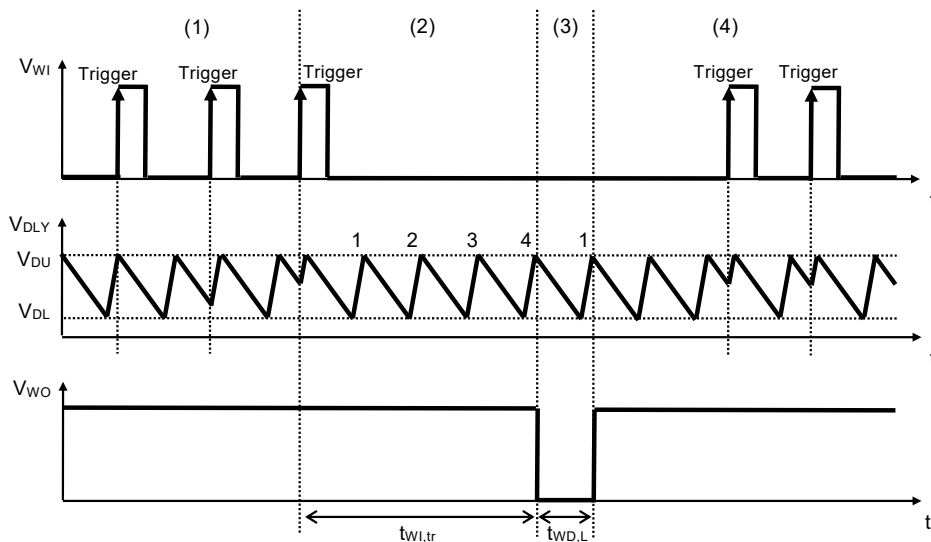 (1) (2) (3) (4)
VWI
Trigger Trigger Trigger Trigger Trigger
VDLY
1 2 3 4 1
VDU
VDL
VWO
t
tWI,tr tWD,L